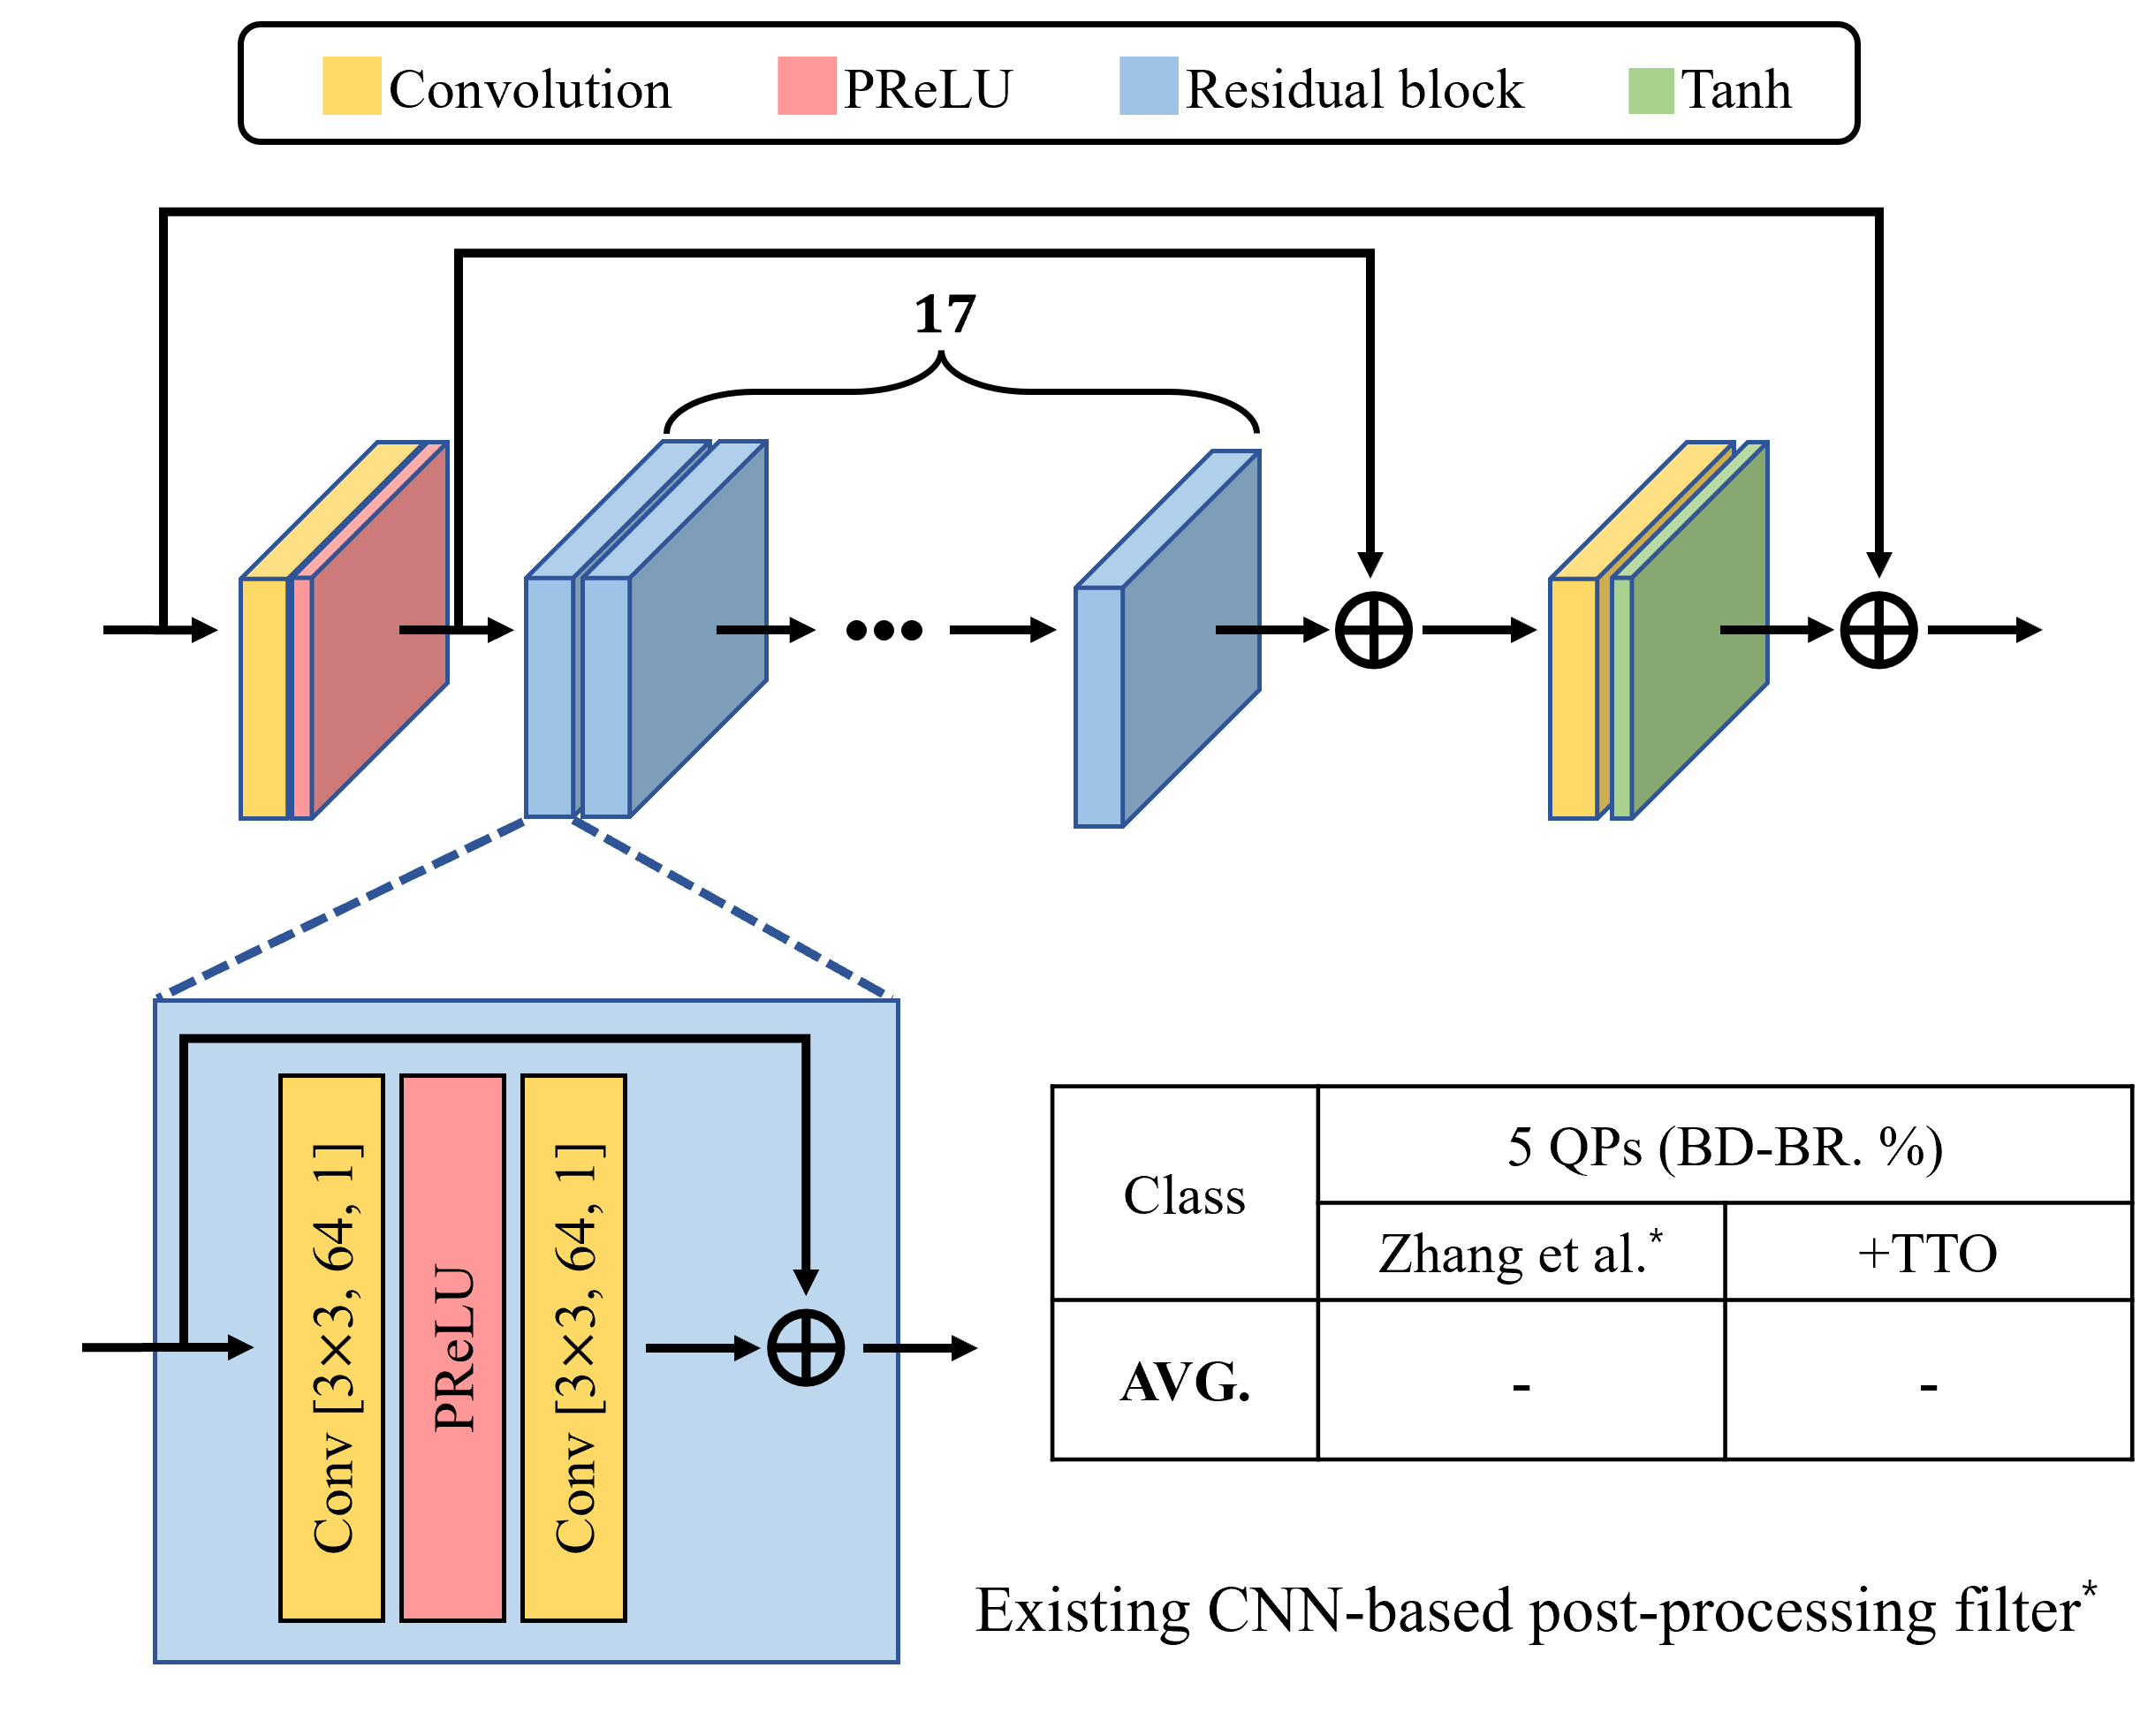 Convolution PReLU Residual block Tanh
17
Conv [3×3, 64, 1]
PReLU
Conv [3×3, 64, 1]
Class
5 QPs (BD-BR. %)
Zhang et al.* +TTO
AVG. - -
Existing CNN-based post-processing filter*